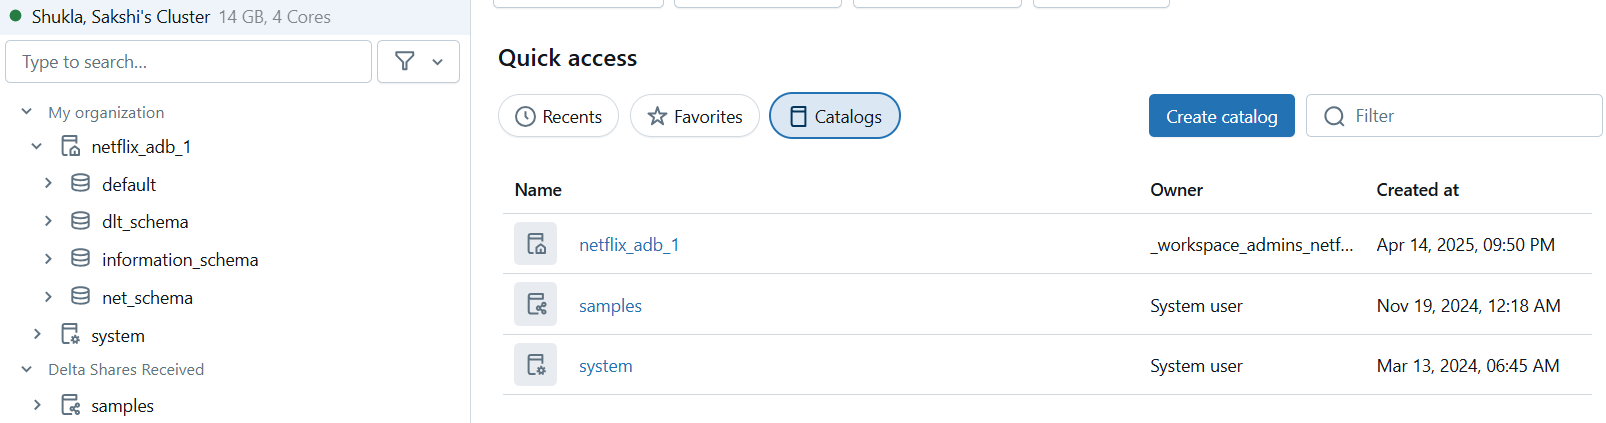 Shukla, Sakshi's Cluster 14 GB, 4 Cores
Type to search...
My organization
netflix_adb_1
default
dlt_schema
information_schema
net_schema
system
Delta Shares Received
samples
Quick access
Recents Favorites Catalogs Create catalog Filter
Name Owner Created at
netflix_adb_1 _workspace_admins_netf... Apr 14, 2025, 09:50 PM
samples System user Nov 19, 2024, 12:18 AM
system System user Mar 13, 2024, 06:45 AM